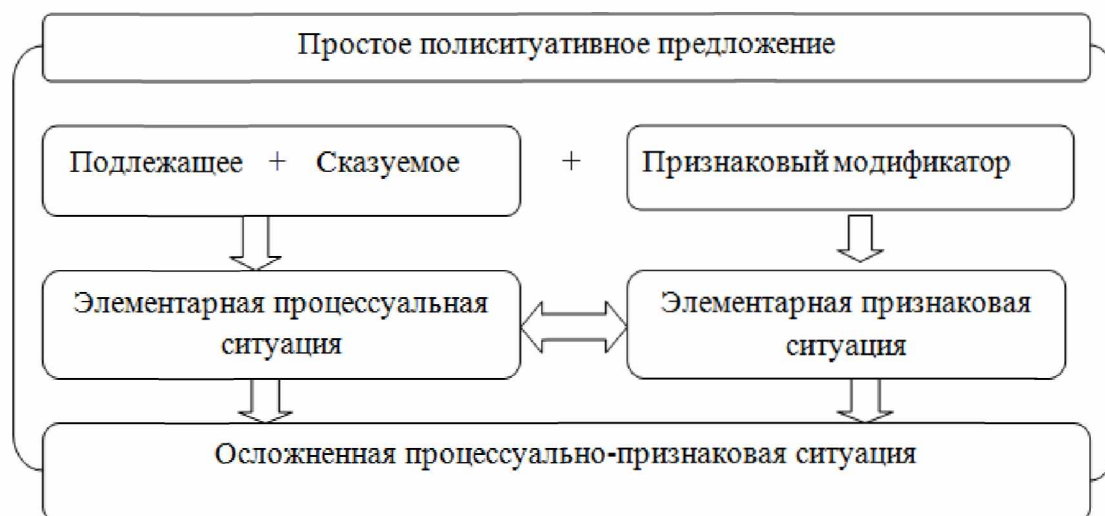 Простое полиситуативное предложение
Подлежащее + Сказуемое + Признаковый модификатор
Элементарная процессуальная
ситуация
Элементарная признаковая
ситуация
Осложненная процессуально-признаковая ситуация